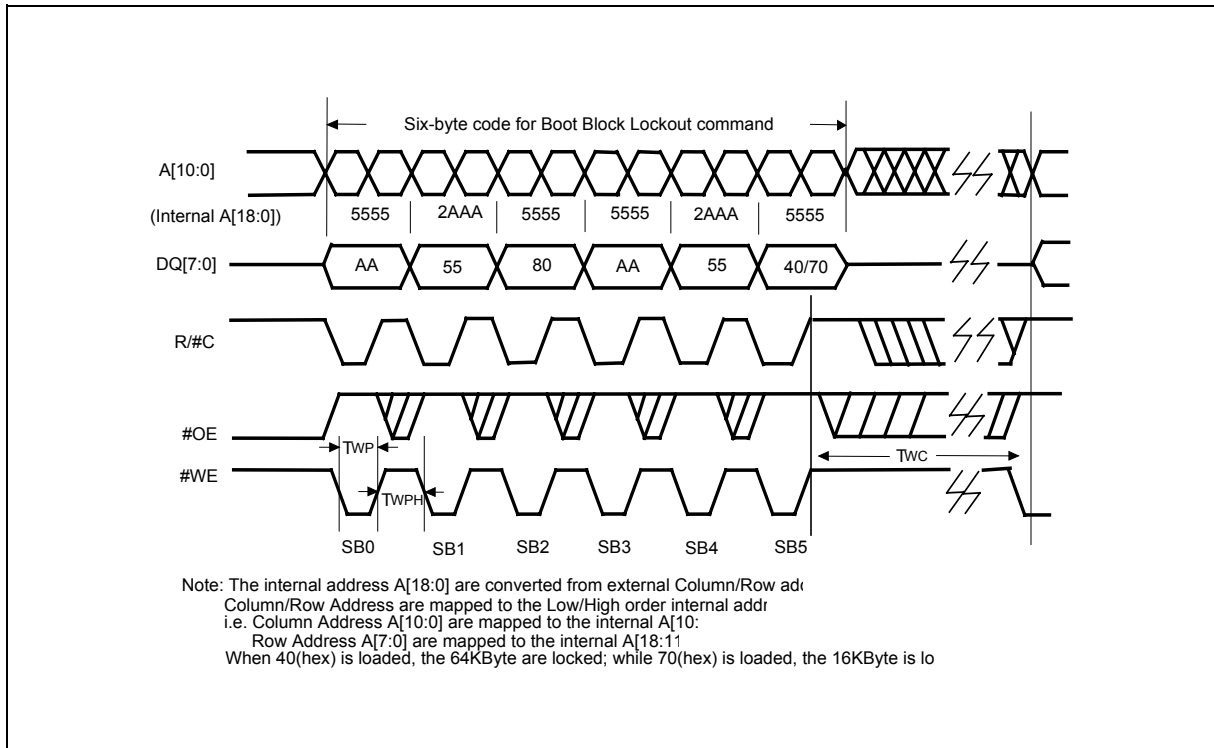 Six-byte code for Boot Block Lockout command
A[10:0]
(Internal A[18:0])
5555 2AAA 5555 5555 2AAA 5555
DQ[7:0]
AA 55 80 AA 55 40/70
R/#C
#OE
TWP
TWC
#WE
TWPH
SB0 SB1 SB2 SB3 SB4 SB5
Note: The internal address A[18:0] are converted from external Column/Row
Column/Row Address are mapped to the Low/High order internal
i.e. Column Address A[10:0] are mapped to the internal A[10:
Row Address A[7:0] are mapped to the internal A[18:11
When 40(hex) is loaded, the 64KByte are locked; while 70(hex) is loaded, the 16KByte is